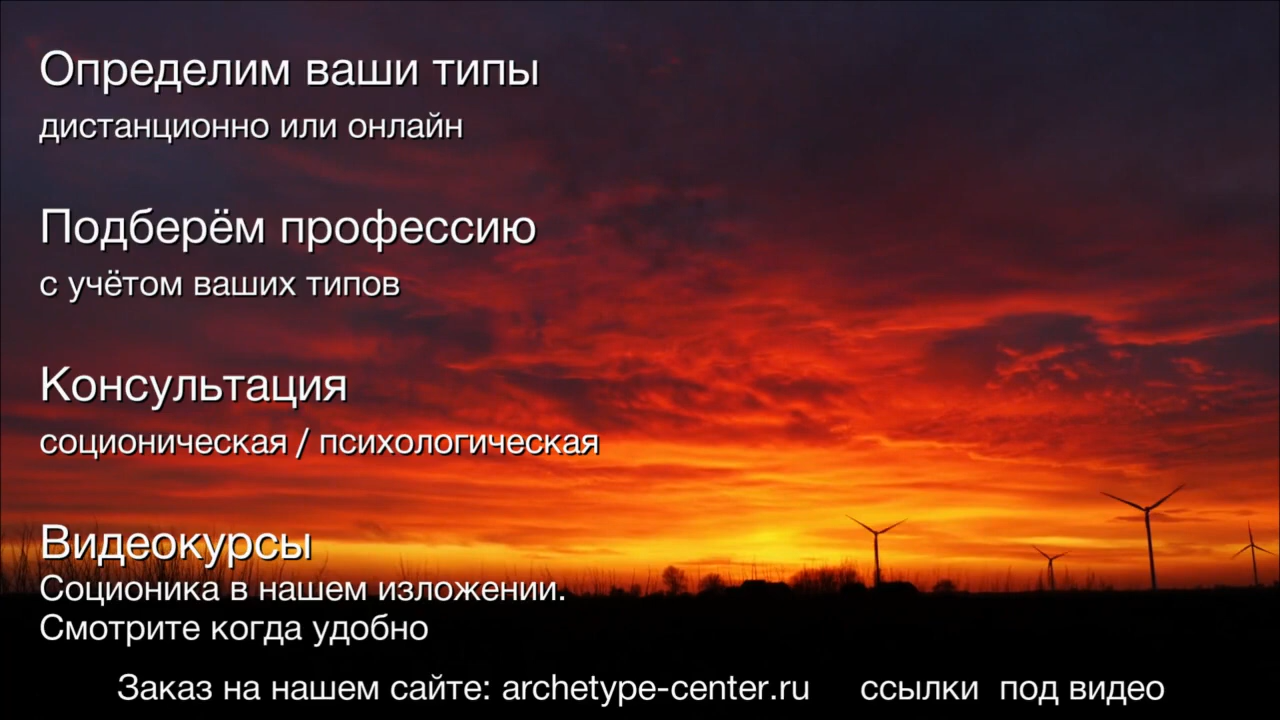 Определим ваши типы
дистанционно или онлайн
Подберём профессию
с учётом ваших типов
Консультация
соционическая / психологическая
Видеокурсы
Соционика в нашем изложении.
Смотрите когда удобно
Заказ на нашем сайте: archetype-center.ru ссылки под видео